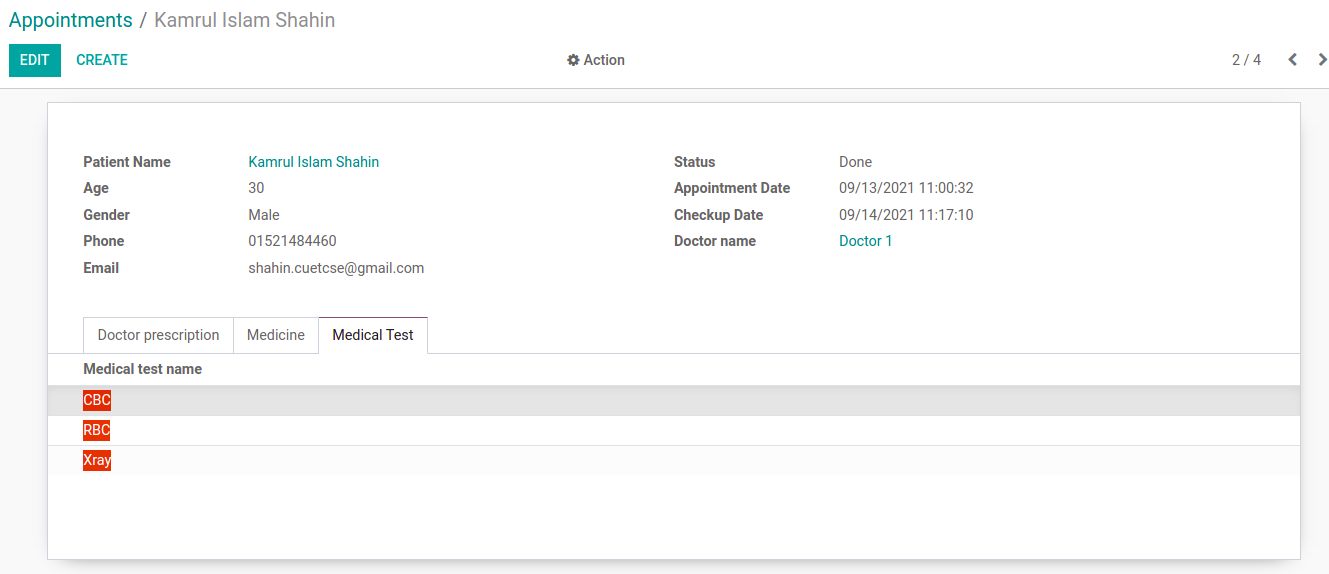 Appointments / Kamrul Islam Shahin
EDIT CREATE Action 2 / 4
Patient Name Kamrul Islam Shahin Status Done
Age 30 Appointment Date 09/13/2021 11:00:32
Gender Male Checkup Date 09/14/2021 11:17:10
Phone 01521484460 Doctor name Doctor 1
Email shahin.cuetcse@gmail.com
Doctor prescription Medicine Medical Test
Medical test name
CBC
RBC
Xray